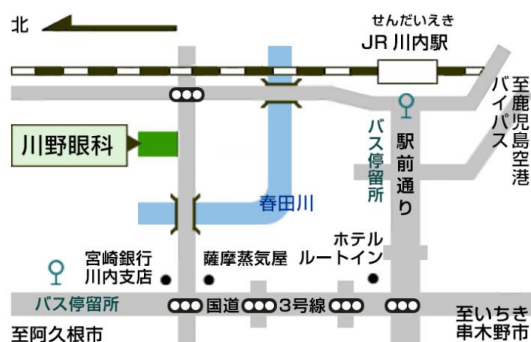 北
せんだいえき
JR 川内駅
至鹿児島空港
バイパス
川野眼科
バス停留所
駅前通り
春田川
宮崎銀行
川内支店
薩摩蒸気屋
ホテル
ルートイン
バス停留所
国道
3号線
至いちき
串木野市
至阿久根市